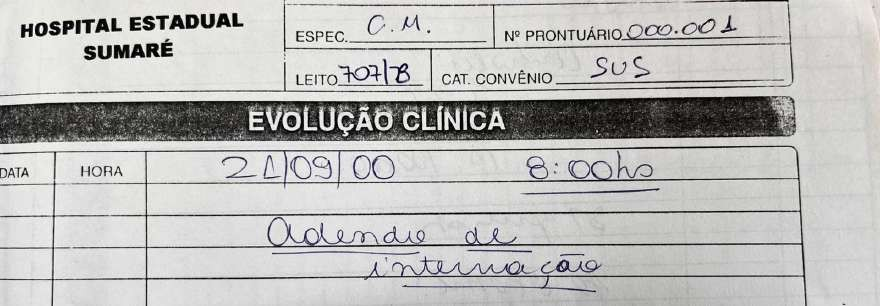 HOSPITAL ESTADUAL
SUMARÉ
ESPEC. C.M.
Nº PRONTUÁRIO 000.001
LEITO 707/B
CAT. CONVÊNIO SUS
EVOLUÇÃO CLÍNICA
DATA HORA 21/09/00 8:00hs
Adendio de
internação